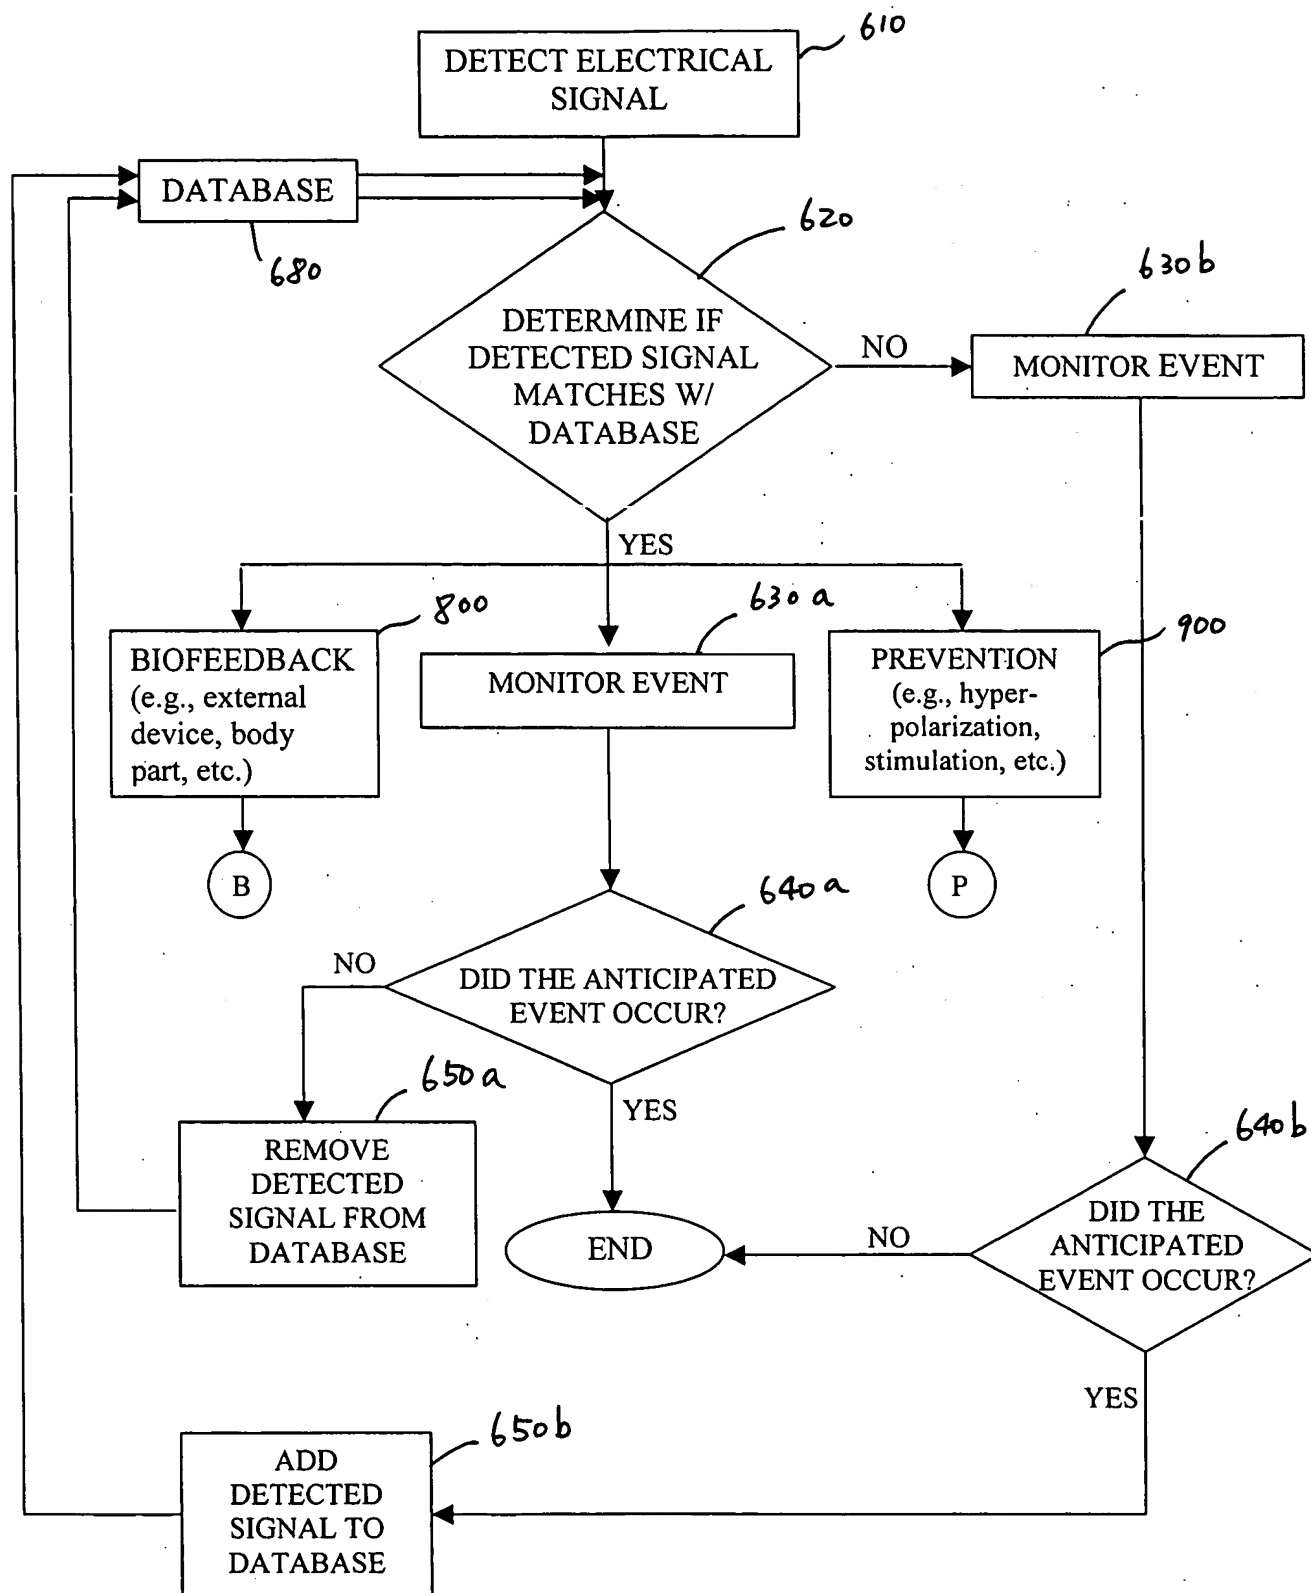 610
DETECT ELECTRICAL
SIGNAL
DATABASE
680
620
630b
DETERMINE IF
DETECTED SIGNAL
MATCHES W/
DATABASE
NO
MONITOR EVENT
YES
800
630a
900
BIOFEEDBACK
(e.g., external
device, body
part, etc.)
MONITOR EVENT
PREVENTION
(e.g., hyper-
polarization,
stimulation, etc.)
B
P
640a
NO
DID THE ANTICIPATED
EVENT OCCUR?
650a
YES
640b
REMOVE
DETECTED
SIGNAL FROM
DATABASE
END
NO
DID THE
ANTICIPATED
EVENT OCCUR?
YES
650b
ADD
DETECTED
SIGNAL TO
DATABASE